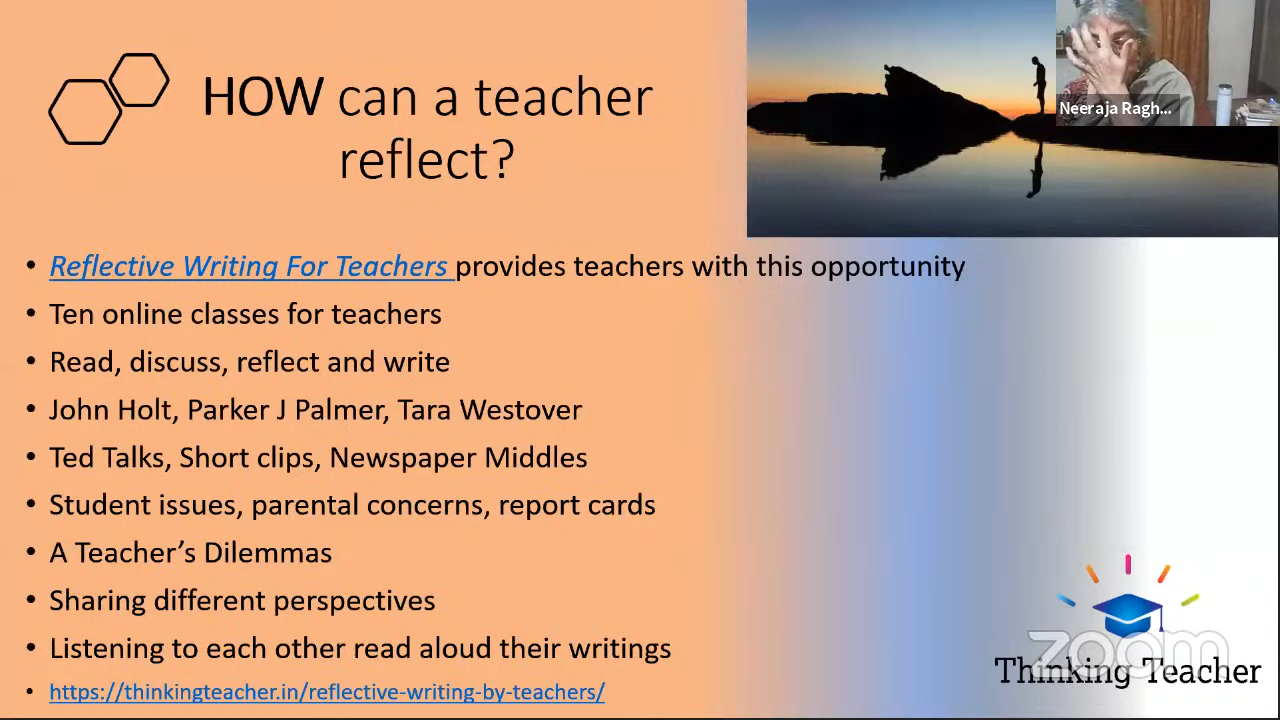 HOW can a teacher
reflect?
Neeraja Ragh...
• Reflective Writing For Teachers provides teachers with this opportunity
• Ten online classes for teachers
• Read, discuss, reflect and write
• John Holt, Parker J Palmer, Tara Westover
• Ted Talks, Short clips, Newspaper Middles
• Student issues, parental concerns, report cards
• A Teacher’s Dilemmas
• Sharing different perspectives
• Listening to each other read aloud their writings
• https://thinkingteacher.in/reflective-writing-by-teachers/
zoom
Thinking Teacher